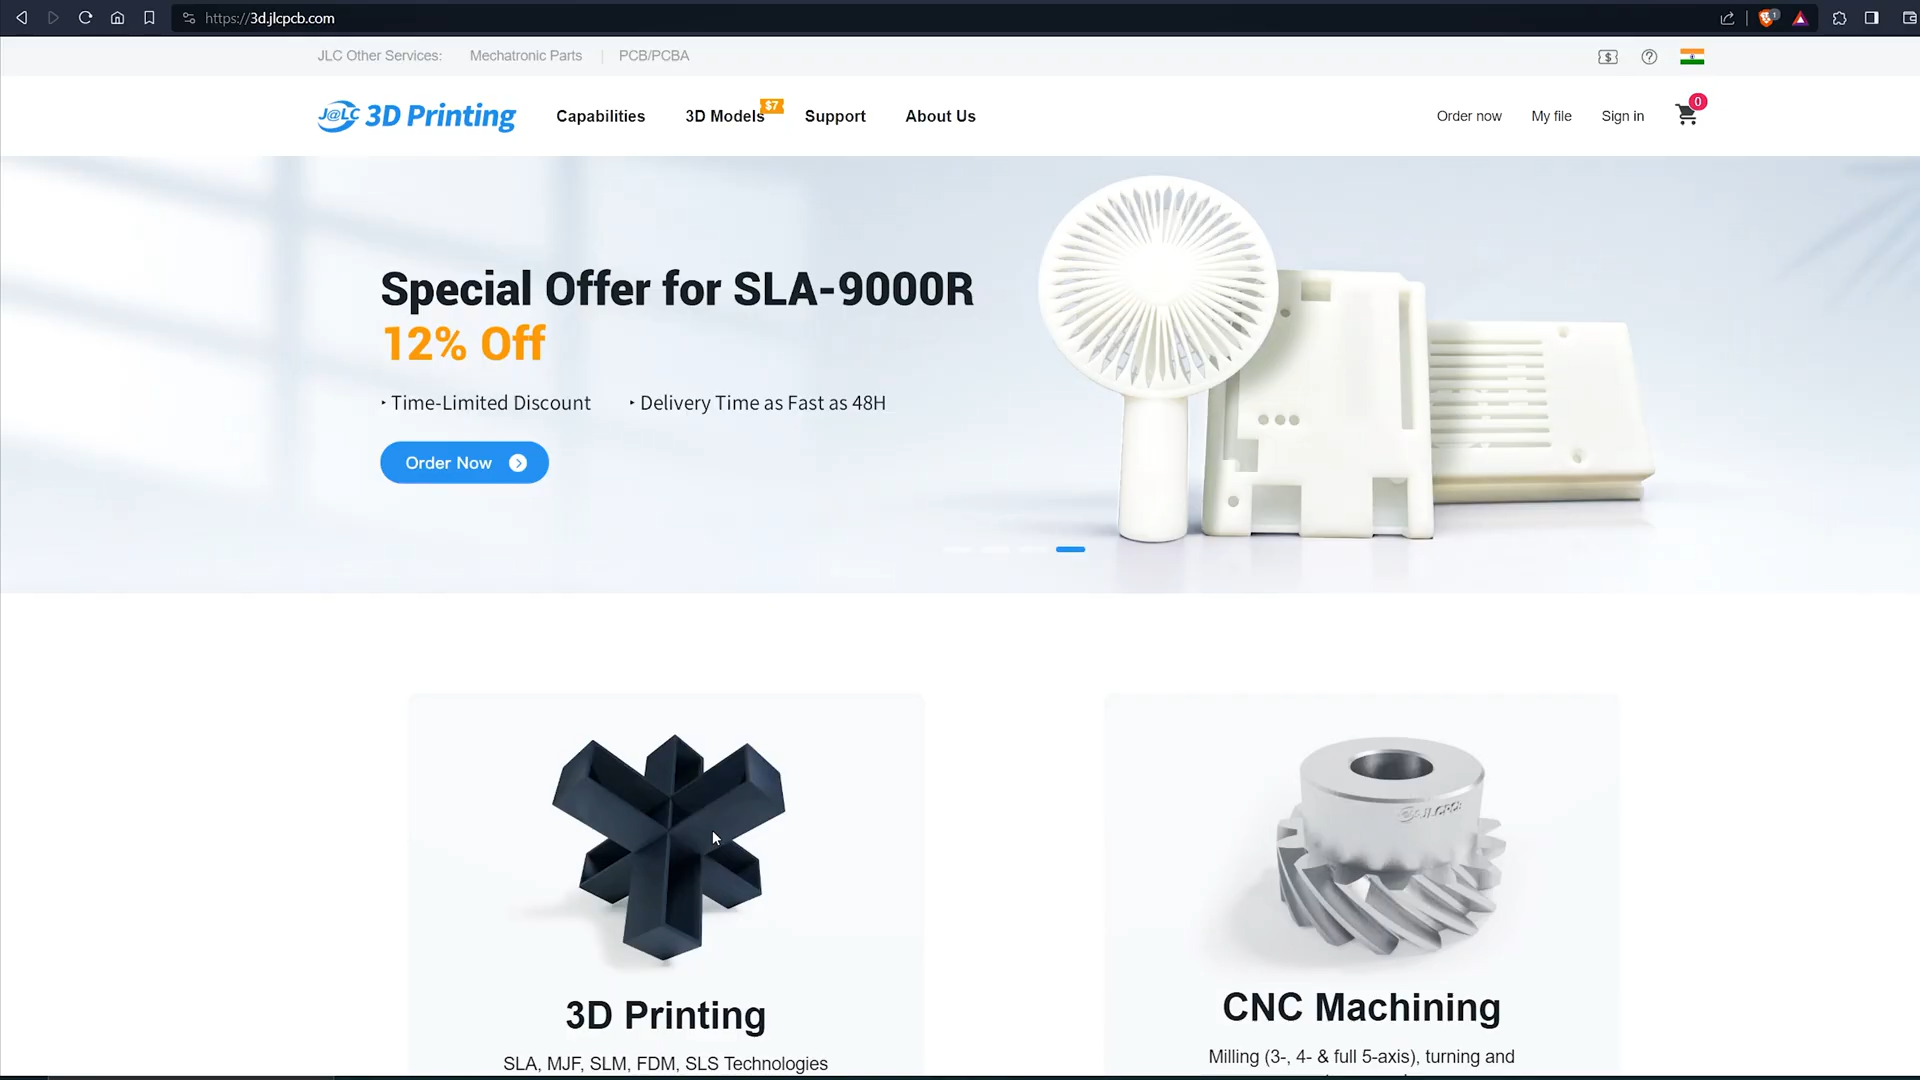 https://3d.jlcpcb.com
1
JLC Other Services:
Mechatronic Parts
PCB/PCBA
J@LC 3D Printing
Capabilities
3D Models
$7
Support
About Us
Order now
My file
Sign in
0
Special Offer for SLA-9000R
12% Off
‣ Time-Limited Discount
‣ Delivery Time as Fast as 48H
Order Now
JLCPCB
3D Printing
CNC Machining
SLA, MJF, SLM, FDM, SLS Technologies
Milling (3-, 4- & full 5-axis), turning and